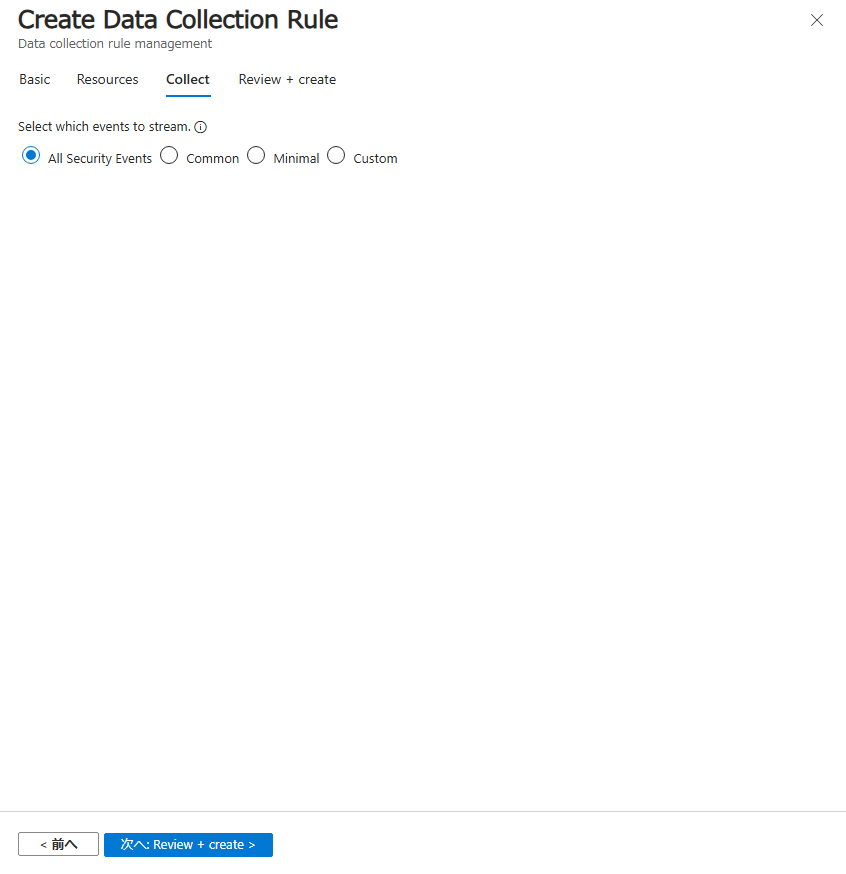 Create Data Collection Rule
Data collection rule management
Basic Resources Collect Review + create
Select which events to stream.
All Security Events Common Minimal Custom
< 前へ 次へ: Review + create >